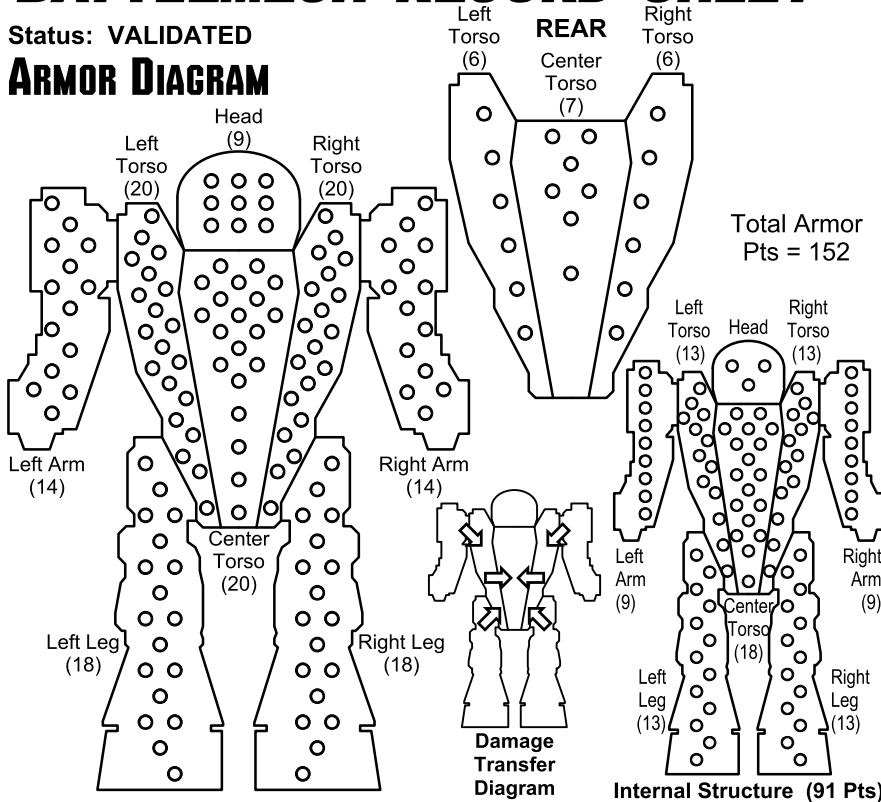 BATTLEMECH RECORD SHEET
Status: VALIDATED
ARMOR DIAGRAM
Head
(9)
Left
Torso
(20)
Right
Torso
(20)
Left Arm
(14)
Right Arm
(14)
Center
Torso
(20)
Left Leg
(18)
Right Leg
(18)
Left
Torso
(6)
REAR
Center
Torso
(7)
Right
Torso
(6)
Total Armor
Pts = 152
Damage
Transfer
Diagram
Left
Torso
(13)
Head
Right
Torso
(13)
Left
Arm
(9)
Right
Arm
(9)
Center
Torso
(18)
Left
Leg
(13)
Right
Leg
(13)
Internal Structure (91 Pts)